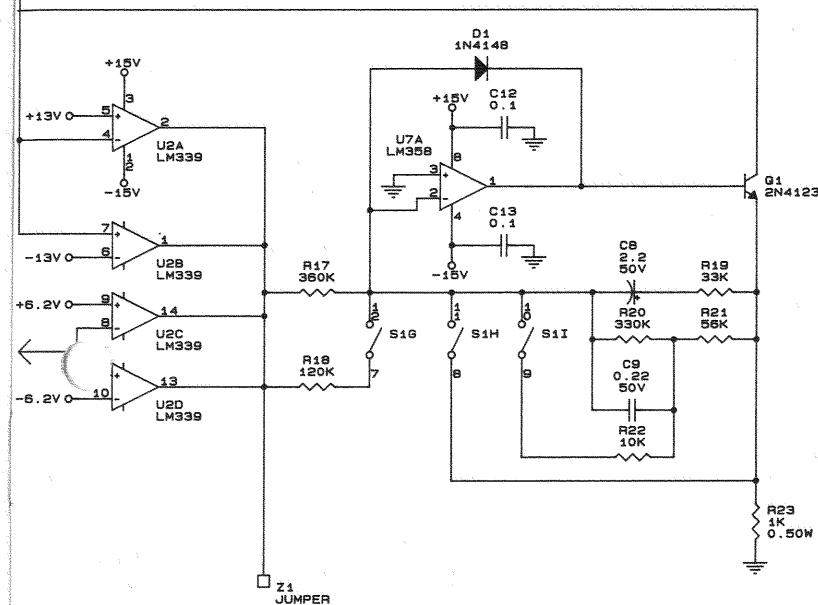 D1
1N4148
+15V
3
+13V
5
+
4
-
2
U2A
LM339
1
2
-15V
+15V
C12
0.1
U7A
LM358
8
3
+
2
-
1
4
C13
0.1
-15V
Q1
2N4123
7
+
-13V
6
-
1
U2B
LM339
+6.2V
9
+
8
-
14
U2C
LM339
+
-6.2V
10
-
13
U2D
LM339
R17
360K
R18
120K
12
S1G
7
11
S1H
8
10
S1I
9
C8
2.2
50V
+
R19
33K
R20
330K
R21
56K
C9
0.22
50V
R22
10K
R23
1K
0.50W
Z1
JUMPER